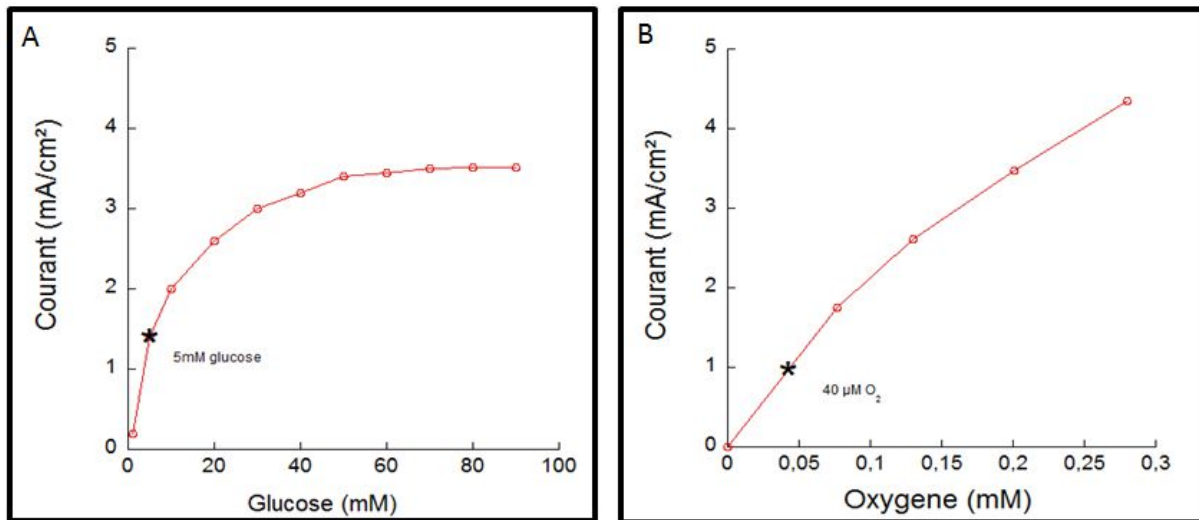 A
5
4
3
2
1
0
Courant (mA/cm²)
5mM glucose
0 20 40 60 80 100
Glucose (mM)
B
5
4
3
2
1
0
Courant (mA/cm²)
40 µM O₂
0 0,05 0,1 0,15 0,2 0,25 0,3
Oxygene (mM)